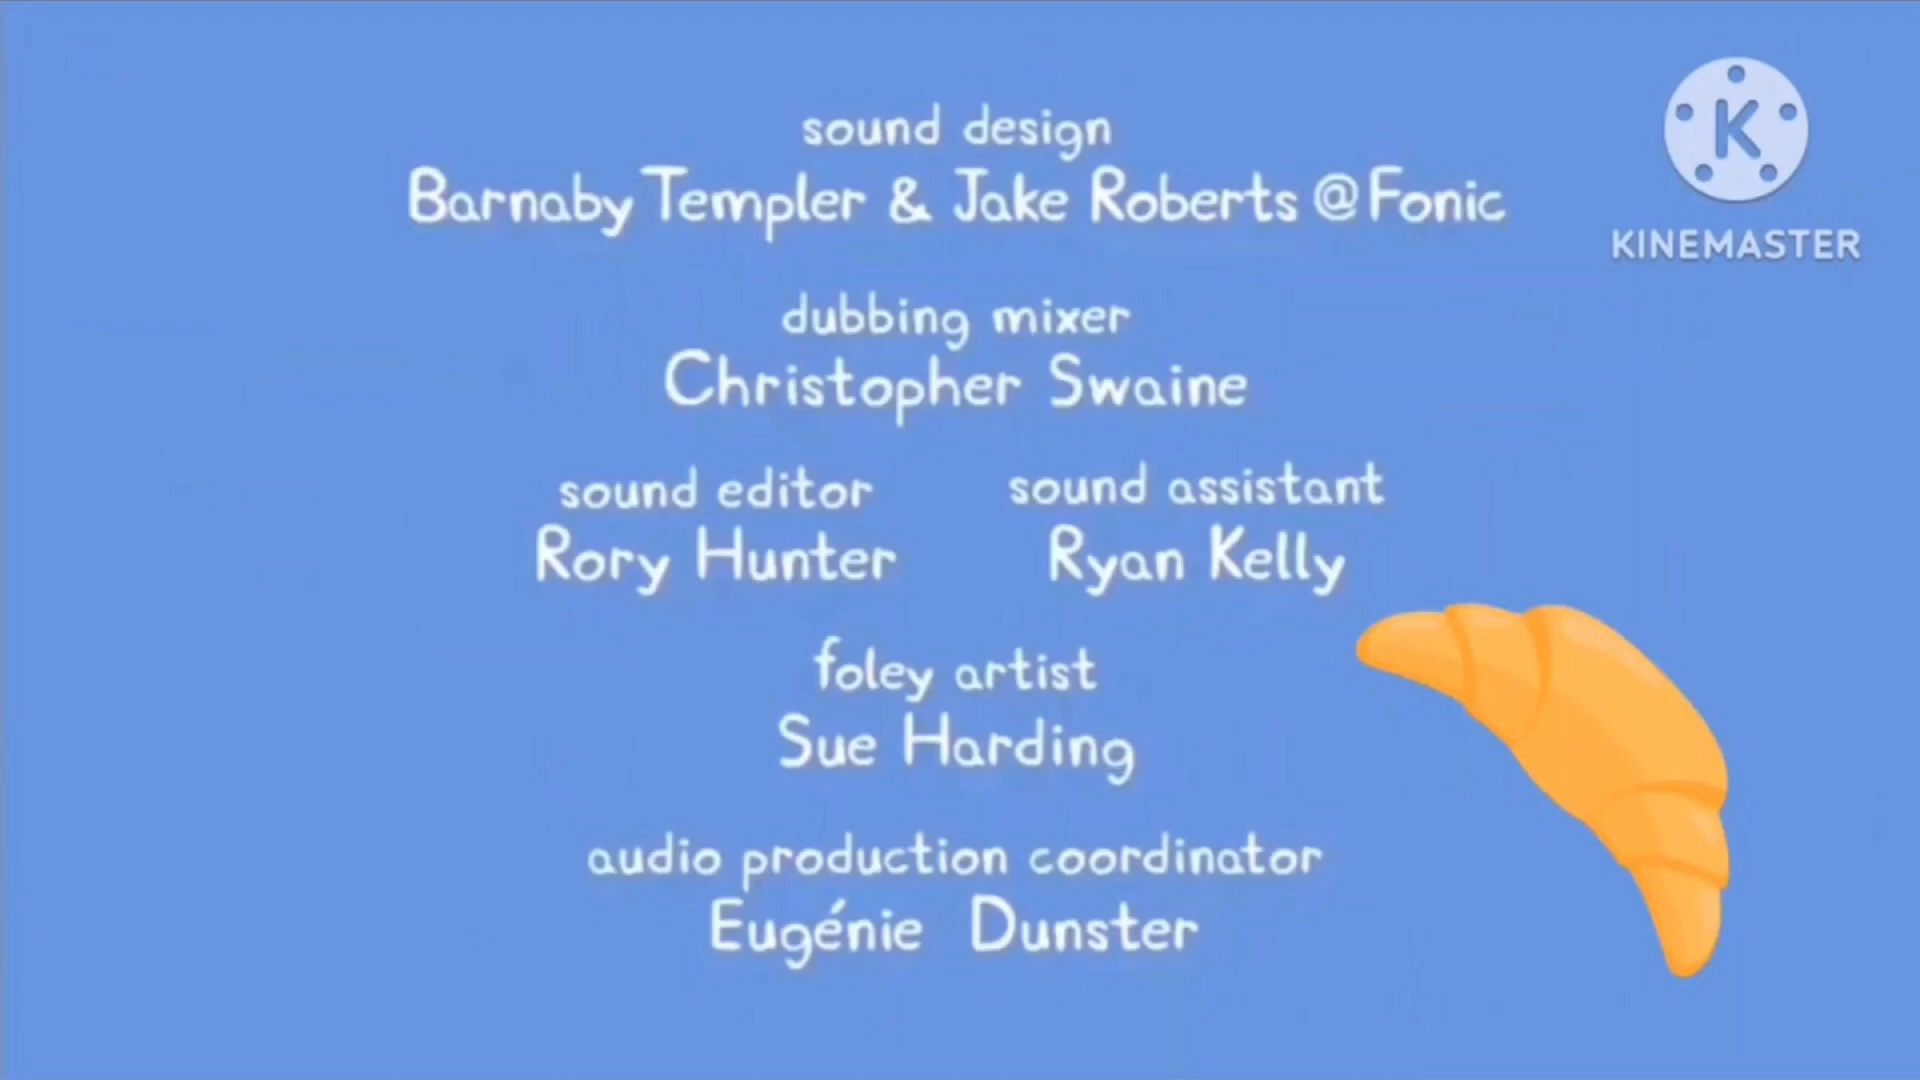 sound design
Barnaby Templer & Jake Roberts @ Fonic
K
KINEMASTER
dubbing mixer
Christopher Swaine
sound editor
Rory Hunter
sound assistant
Ryan Kelly
foley artist
Sue Harding
audio production coordinator
Eugénie Dunster